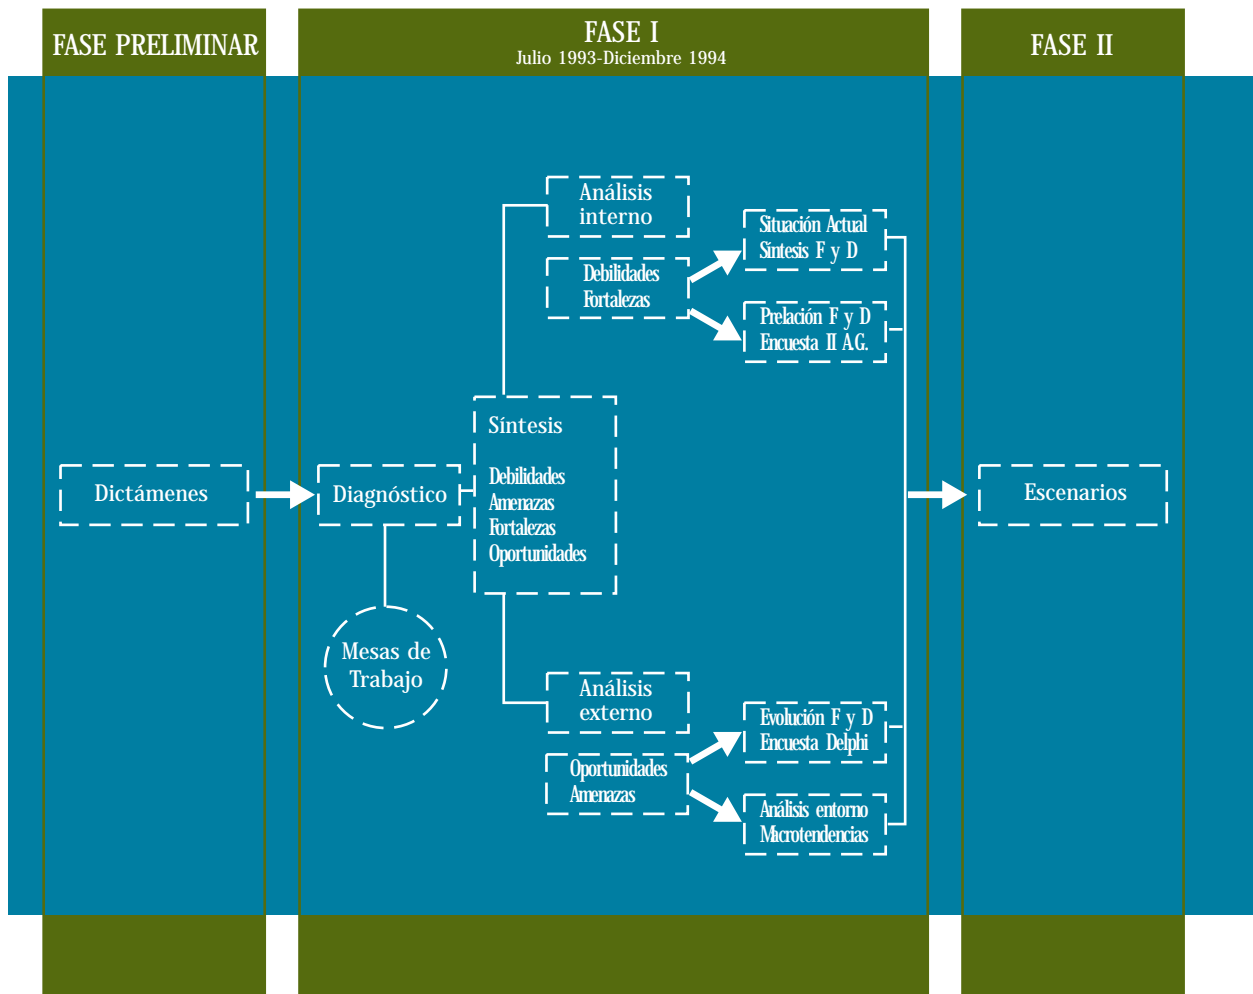 FASE PRELIMINAR
FASE I
Julio 1993-Diciembre 1994
FASE II
Dictámenes
Diagnóstico
Mesas de
Trabajo
Síntesis
Debilidades
Amenazas
Fortalezas
Oportunidades
Análisis
interno
Debilidades
Fortalezas
Situación Actual
Síntesis F y D
Prelación F y D
Encuesta II A.G.
Análisis
externo
Oportunidades
Amenazas
Evolución F y D
Encuesta Delphi
Análisis entorno
Macrotendencias
Escenarios